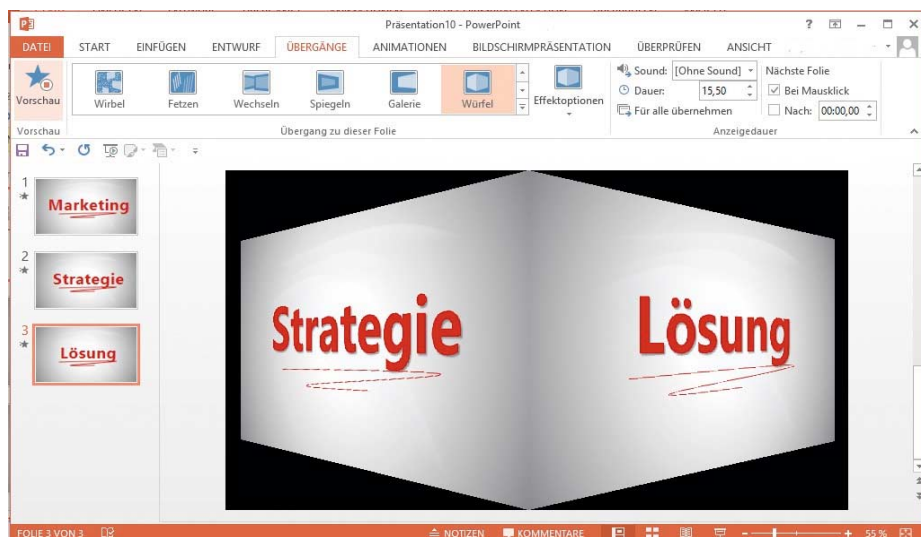 Präsentation10 - PowerPoint
DATEI START EINFÜGEN ENTWURF ÜBERGÄNGE ANIMATIONEN BILDSCHIRMPRÄSENTATION ÜBERPRÜFEN ANSICHT
Vorschau
Wirbel Fetzen Wechseln Spiegeln Galerie Würfel
Effektoptionen
Sound: [Ohne Sound]
Dauer: 15,50
Für alle übernehmen
Nächste Folie
Bei Mausklick
Nach: 00:00,00
Vorschau Übergang zu dieser Folie Anzeigedauer
1
Marketing
2
Strategie
3
Lösung
Strategie Lösung
FOLIE 3 VON 3 NOTIZEN KOMMENTARE 55 %